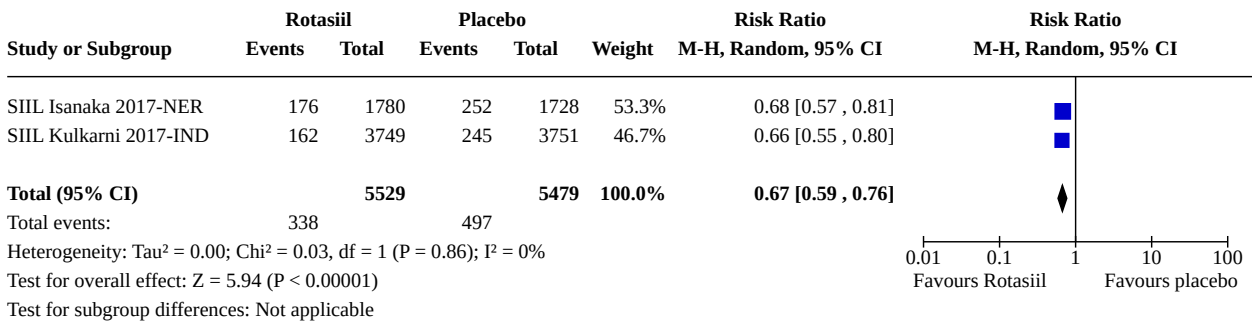 Rotasiil Placebo Risk Ratio Risk Ratio
Study or Subgroup Events Total Events Total Weight M-H, Random, 95% CI M-H, Random, 95% CI
SIIL Isanaka 2017-NER 176 1780 252 1728 53.3% 0.68 [0.57 , 0.81]
SIIL Kulkarni 2017-IND 162 3749 245 3751 46.7% 0.66 [0.55 , 0.80]
Total (95% CI) 5529 5479 100.0% 0.67 [0.59 , 0.76]
Total events: 338 497
Heterogeneity: Tau² = 0.00; Chi² = 0.03, df = 1 (P = 0.86); I² = 0%
0.01 0.1 1 10 100
Test for overall effect: Z = 5.94 (P < 0.00001) Favours Rotasiil Favours placebo
Test for subgroup differences: Not applicable